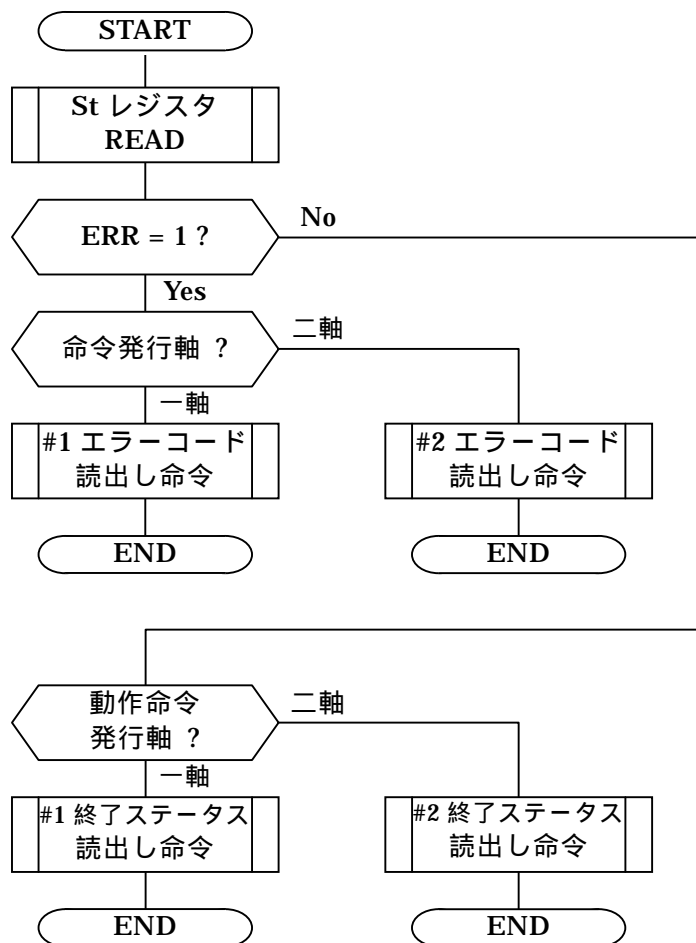 START
St レジスタ
READ
ERR = 1 ?
No
Yes
命令発行軸 ?
二軸
一軸
#1 エラーコード
読出し命令
#2 エラーコード
読出し命令
END
END
動作命令
発行軸 ?
二軸
一軸
#1 終了ステータス
読出し命令
#2 終了ステータス
読出し命令
END
END